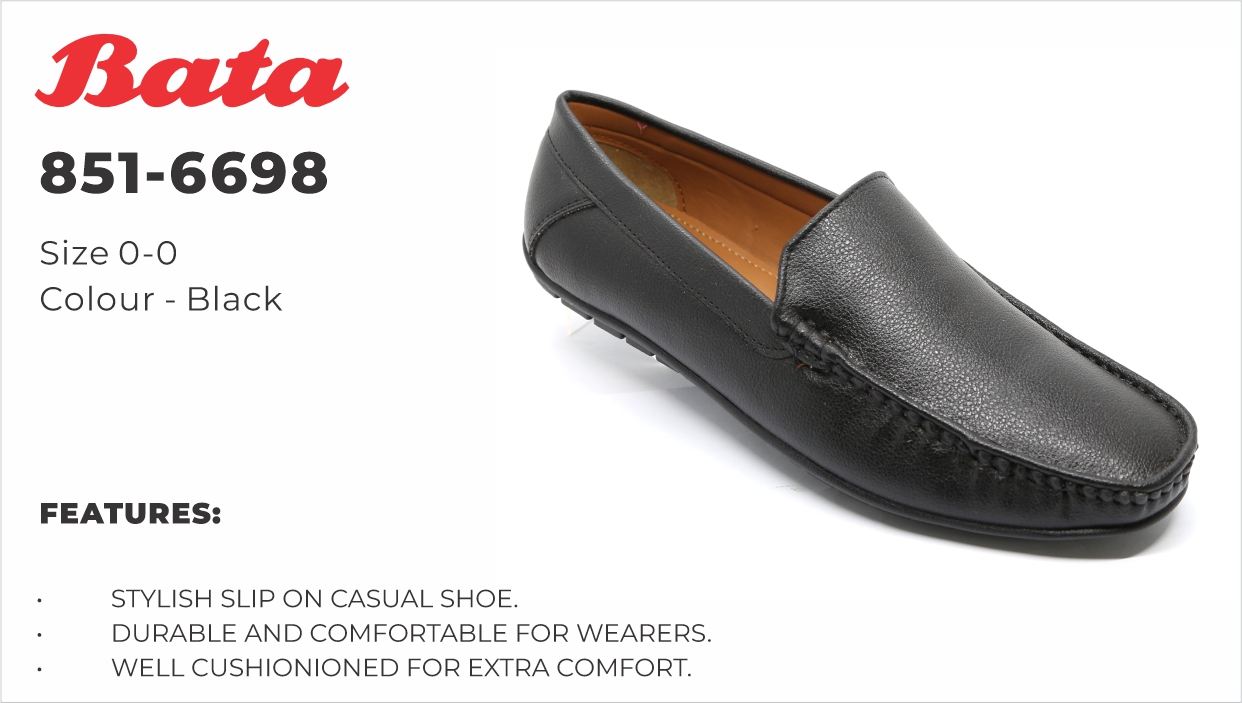 Bata
851-6698
Size 0-0
Colour - Black
FEATURES:
· STYLISH SLIP ON CASUAL SHOE.
· DURABLE AND COMFORTABLE FOR WEARERS.
· WELL CUSHIONIONED FOR EXTRA COMFORT.